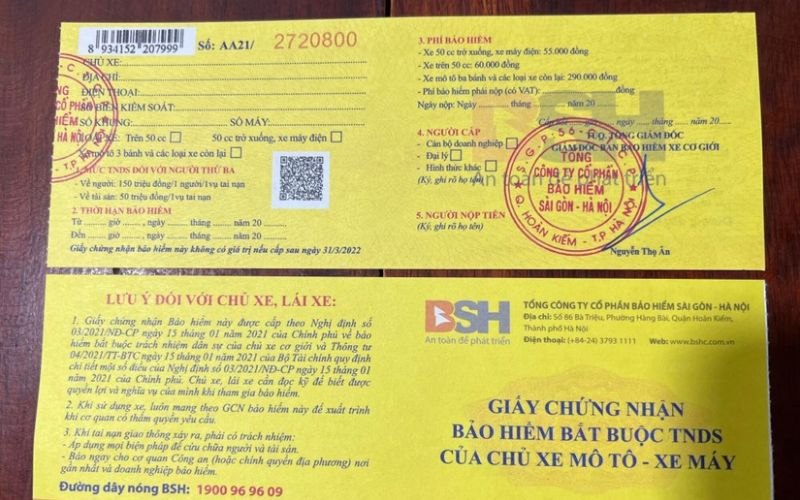 8 934152 207999
Số: AA21/ 2720800
CHỦ XE:
ĐỊA CHỈ:
ĐIỆN THOẠI:
SỐ BIỂN KIỂM SOÁT:
SỐ KHUNG: SỐ MÁY:
LOẠI XE: Trên 50 cc 50 cc trở xuống, xe máy điện
Xe mô tô 3 bánh và các loại xe còn lại
1. MỨC TNDS ĐỐI VỚI NGƯỜI THỨ BA
- Về người: 150 triệu đồng/1 người/1vụ tai nạn
- Về tài sản: 50 triệu đồng/1vụ tai nạn
2. THỜI HẠN BẢO HIỂM
Từ ..... giờ ....., ngày ........ tháng ........ năm 20 .....
Đến ..... giờ ....., ngày ........ tháng ........ năm 20 .....
Giấy chứng nhận bảo hiểm này không có giá trị nếu cấp sau ngày 31/3/2022
3. PHÍ BẢO HIỂM
- Xe 50 cc trở xuống, xe máy điện: 55.000 đồng
- Xe trên 50 cc: 60.000 đồng
- Xe mô tô ba bánh và các loại xe còn lại: 290.000 đồng
- Phí bảo hiểm phải nộp (có VAT): đồng
Ngày nộp: Ngày ........ tháng ........ năm 20 .....
Cấp hồi ..... giờ ....., ngày ..... tháng ..... năm 20.....
BSH
An toàn để phát triển
4. NGƯỜI CẤP
- Cán bộ doanh nghiệp
- Đại lý
- Hình thức khác
(Ký, ghi rõ họ tên)
T.Q. TỔNG GIÁM ĐỐC
GIÁM ĐỐC BAN BẢO HIỂM XE CƠ GIỚI
TỔNG
CÔNG TY CỔ PHẦN
BẢO HIỂM
SÀI GÒN - HÀ NỘI
Q. HOÀN KIẾM - T.P HÀ NỘI
5. NGƯỜI NỘP TIỀN
(Ký, ghi rõ họ tên)
Nguyễn Thọ Ân
LƯU Ý ĐỐI VỚI CHỦ XE, LÁI XE:
1. Giấy chứng nhận Bảo hiểm này được cấp theo Nghị định số
03/2021/NĐ-CP ngày 15 tháng 01 năm 2021 của Chính phủ về bảo
hiểm bắt buộc trách nhiệm dân sự của chủ xe cơ giới và Thông tư
04/2021/TT-BTC ngày 15 tháng 01 năm 2021 của Bộ Tài chính quy định
chi tiết một số điều của Nghị định số 03/2021/NĐ-CP ngày 15 tháng 01
năm 2021 của Chính phủ. Chủ xe, lái xe cần đọc kỹ để biết được
quyền lợi và nghĩa vụ của mình khi tham gia bảo hiểm.
2. Khi sử dụng xe, luôn mang theo GCN bảo hiểm này để xuất trình
khi cơ quan có thẩm quyền yêu cầu.
3. Khi tai nạn giao thông xảy ra, phải có trách nhiệm:
- Áp dụng mọi biện pháp để cứu chữa người và tài sản.
- Báo ngay cho cơ quan Công an (hoặc chính quyền địa phương) nơi
gần nhất và doanh nghiệp bảo hiểm.
Đường dây nóng BSH: 1900 96 96 09
BSH
An toàn để phát triển
TỔNG CÔNG TY CỔ PHẦN BẢO HIỂM SÀI GÒN - HÀ NỘI
Địa chỉ: Số 86 Bà Triệu, Phường Hàng Bài, Quận Hoàn Kiếm,
Thành phố Hà Nội
Điện thoại: (+84-24) 3793 1111 Web: www.bshc.com.vn
GIẤY CHỨNG NHẬN
BẢO HIỂM BẮT BUỘC TNDS
CỦA CHỦ XE MÔ TÔ - XE MÁY